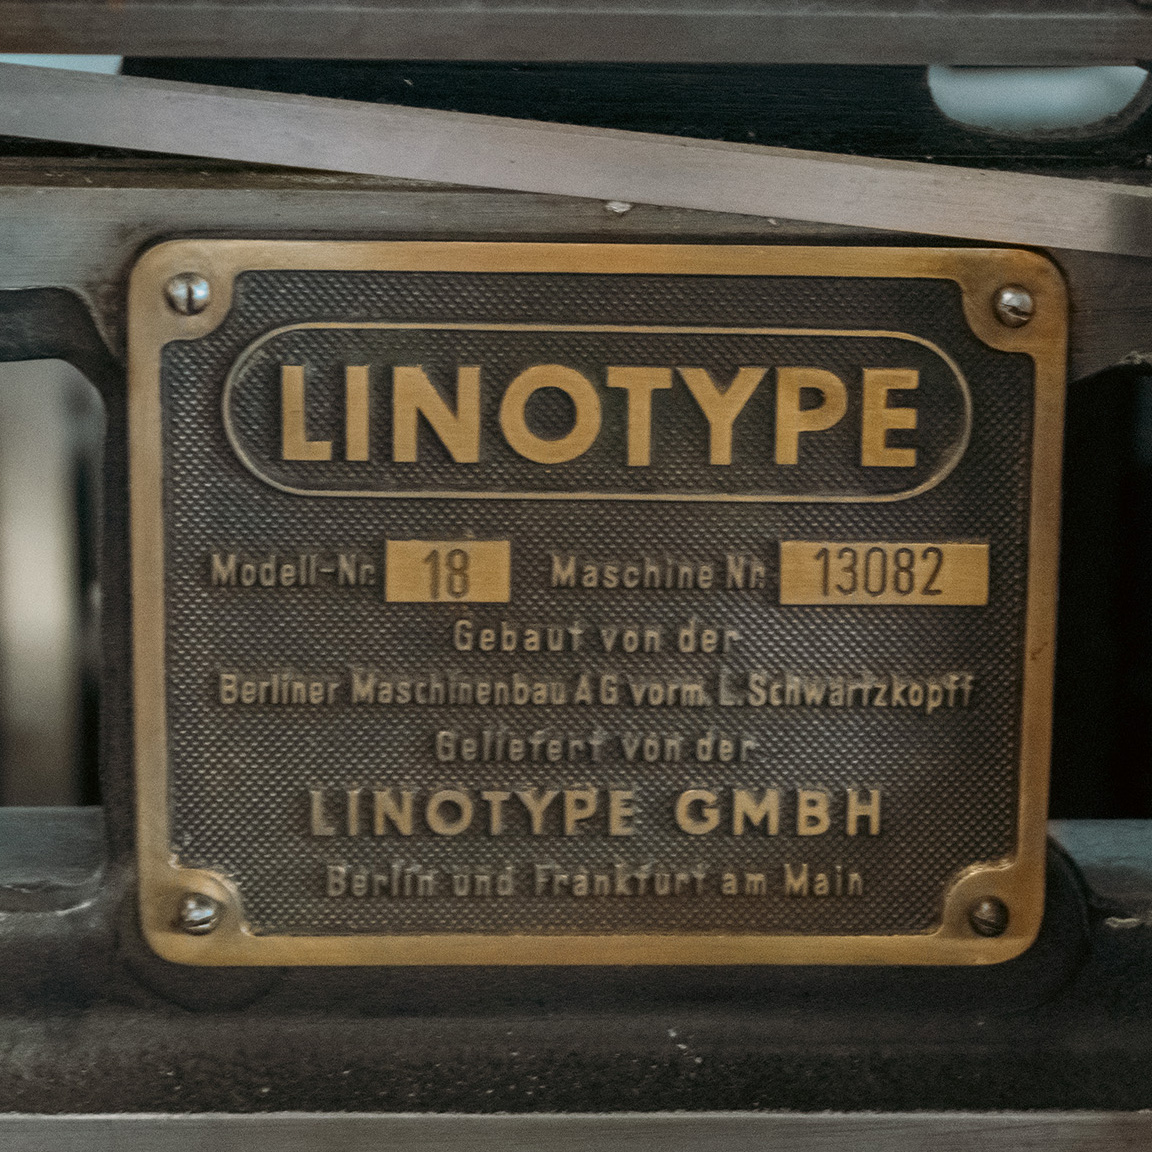 LINOTYPE
Modell-Nr. 18 Maschine Nr. 13082
Gebaut von der
Berliner Maschinenbau AG vorm. L. Schwartzkopff
Geliefert von der
LINOTYPE GMBH
Berlin und Frankfurt am Main